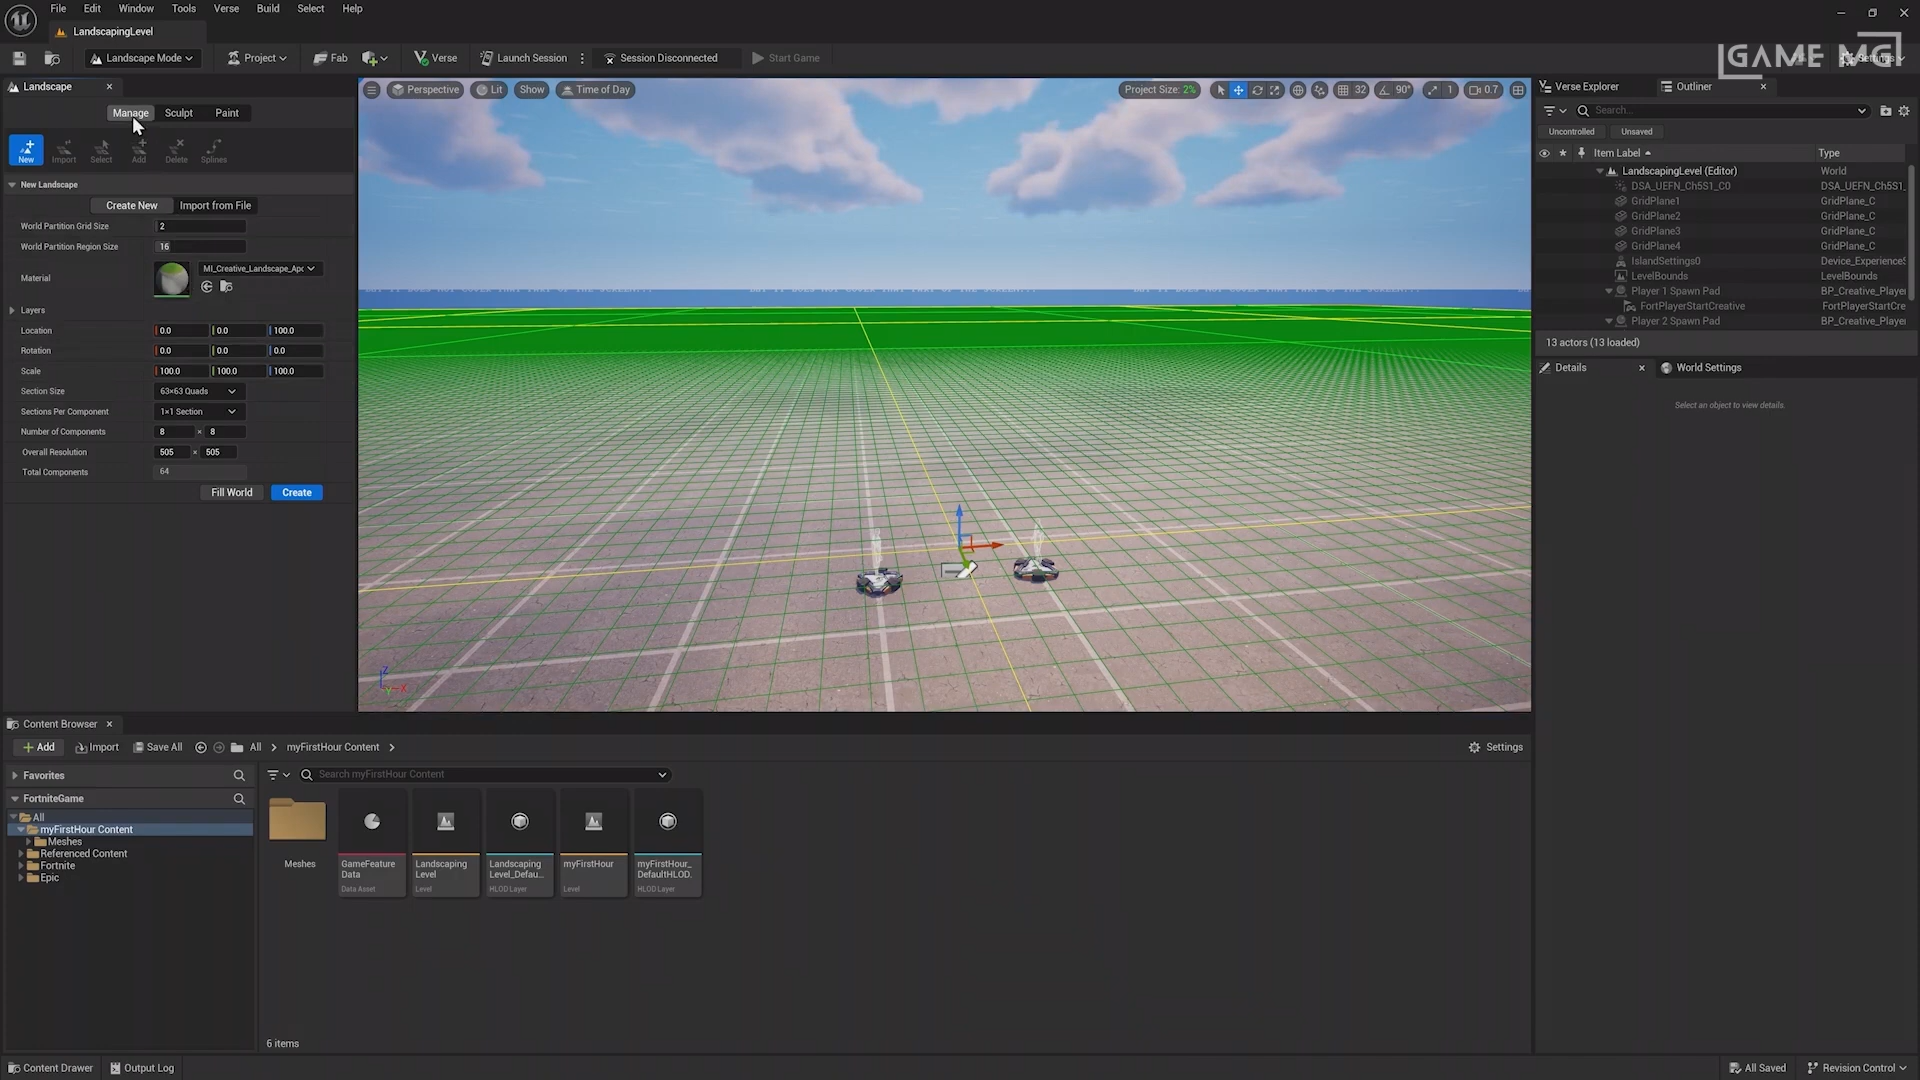 File Edit Window Tools Verse Build Select Help
LandscapingLevel
Landscape Mode Project Fab Verse Launch Session Session Disconnected Start Game
GAME MG
Landscape
Manage Sculpt Paint
New Import Select Add Delete Splines
New Landscape
Create New Import from File
World Partition Grid Size 2
World Partition Region Size 16
Material MI_Creative_Landscape_Apo
Layers
Location 0.0 0.0 100.0
Rotation 0.0 0.0 0.0
Scale 100.0 100.0 100.0
Section Size 63×63 Quads
Sections Per Component 1×1 Section
Number of Components 8 × 8
Overall Resolution 505 × 505
Total Components 64
Fill World Create
Perspective Lit Show Time of Day Project Size: 2% 32 90° 1 0.7
Z
Y X
Verse Explorer Outliner
Search...
Uncontrolled Unsaved
Item Label Type
LandscapingLevel (Editor) World
DSA_UEFN_Ch5S1_C0 DSA_UEFN_Ch5S1_
GridPlane1 GridPlane_C
GridPlane2 GridPlane_C
GridPlane3 GridPlane_C
GridPlane4 GridPlane_C
IslandSettings0 Device_Experience
LevelBounds LevelBounds
Player 1 Spawn Pad BP_Creative_Player
FortPlayerStartCreative FortPlayerStartCre
Player 2 Spawn Pad BP_Creative_Player
13 actors (13 loaded)
Details World Settings
Select an object to view details.
Content Browser
Add Import Save All All myFirstHour Content Settings
Favorites
Search myFirstHour Content
FortniteGame
All
myFirstHour Content
Meshes
Referenced Content
Fortnite
Epic
Meshes
GameFeature
Data
Data Asset
Landscaping
Level
Level
Landscaping
Level_Defau...
HLOD Layer
myFirstHour
Level
myFirstHour_
DefaultHLOD.
HLOD Layer
6 items
Content Drawer Output Log All Saved Revision Control